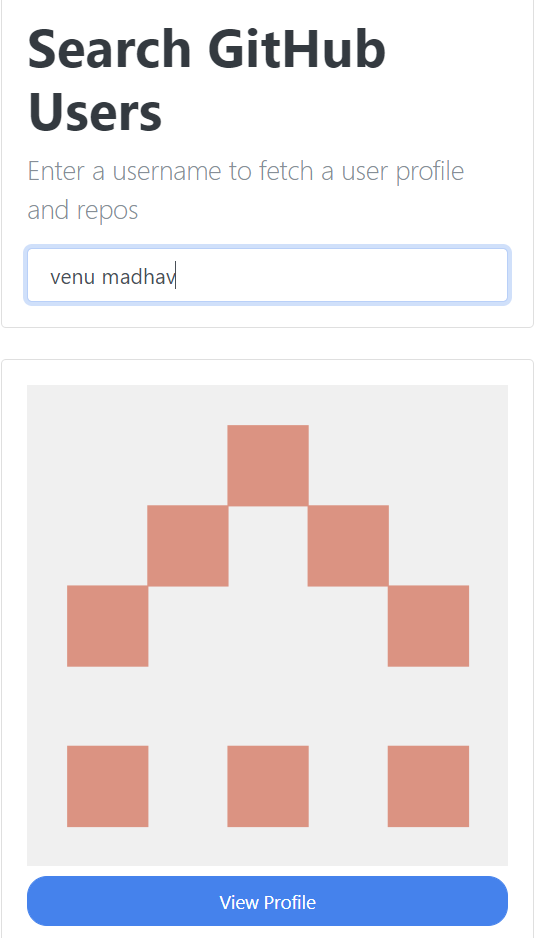 Search GitHub
Users
Enter a username to fetch a user profile
and repos
venu madhav
View Profile